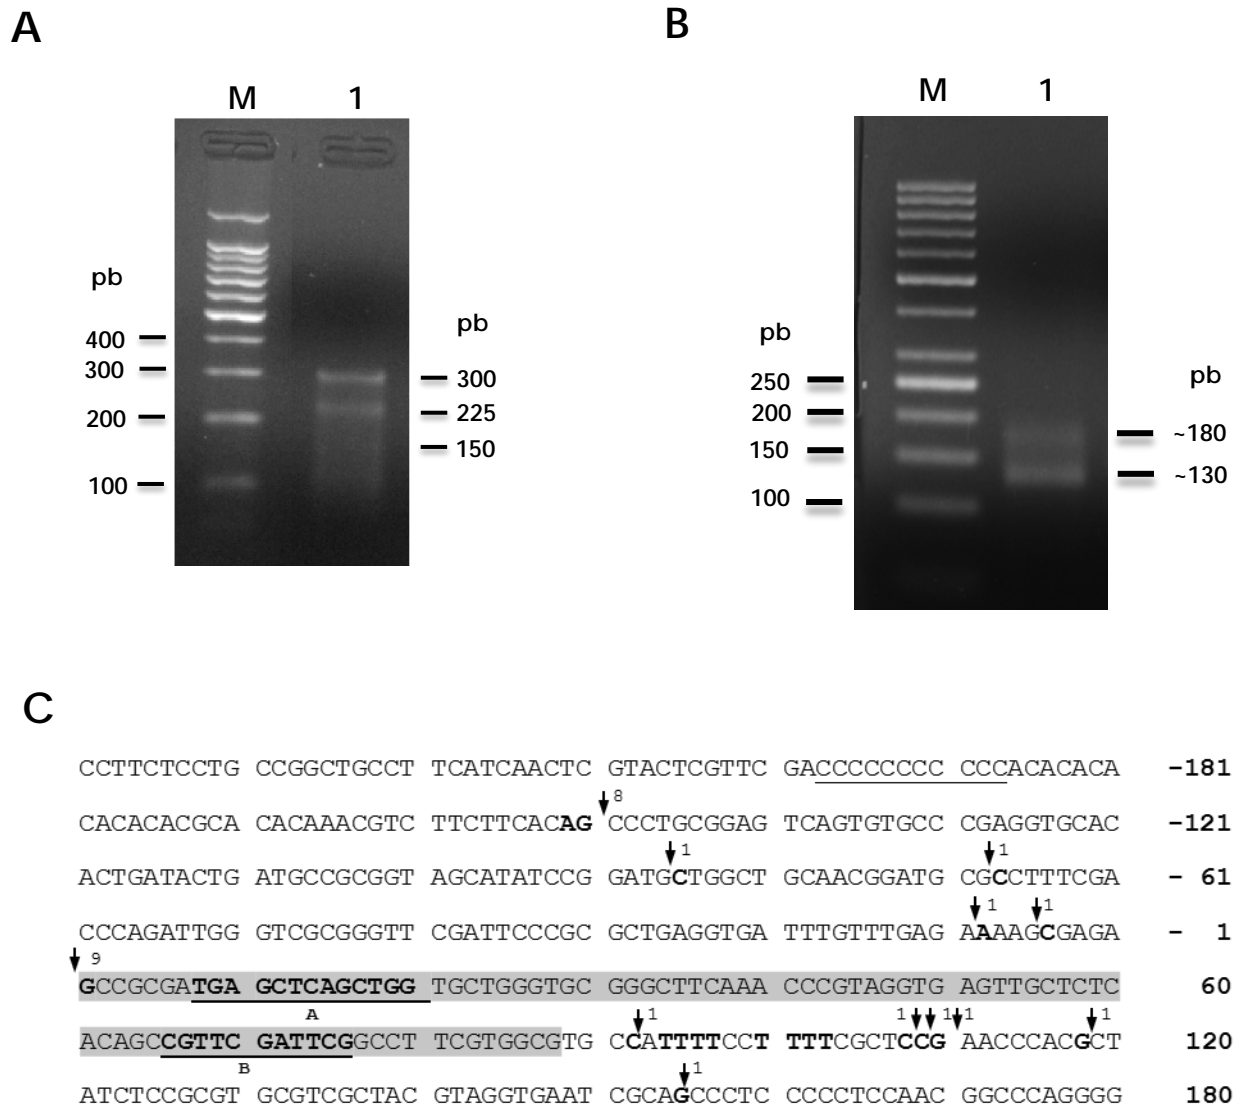 A
B
M 1
M 1
pb
400
300
200
100
pb
300
225
150
pb
250
200
150
100
pb
~180
~130
C
CCTTCTCCTG CCGGCTGCCT TCATCAACTC GTACTCGTTC GACCCCCCCC CCCACACACA -181
8
CACACACGCA CACAAACGTC TTCTTCACAG CCCTGCGGAG TCAGTGTGCC CGAGGTGCAC -121
1 1
ACTGATACTG ATGCCGCGGT AGCATATCCG GATGCTGGCT GCAACGGATG CGCCTTTCGA - 61
1 1
CCCAGATTGG GTCGCGGGTT CGATTCCCGC GCTGAGGTGA TTTGTTTGAG AAAAGCGAGA - 1
9
GCCGCGATGA GCTCAGCTGG TGCTGGGTGC GGGCTTCAAA CCCGTAGGTG AGTTGCTCTC 60
A
1 1 1 1 1
ACAGCCGTTC GATTCGGCCT TCGTGGCGTG CCATTTTCCT TTTCGCTCCG AACCCACGCT 120
B
1
ATCTCCGCGT GCGTCGCTAC GTAGGTGAAT CGCAGCCCTC CCCCTCCAAC GGCCCAGGGG 180